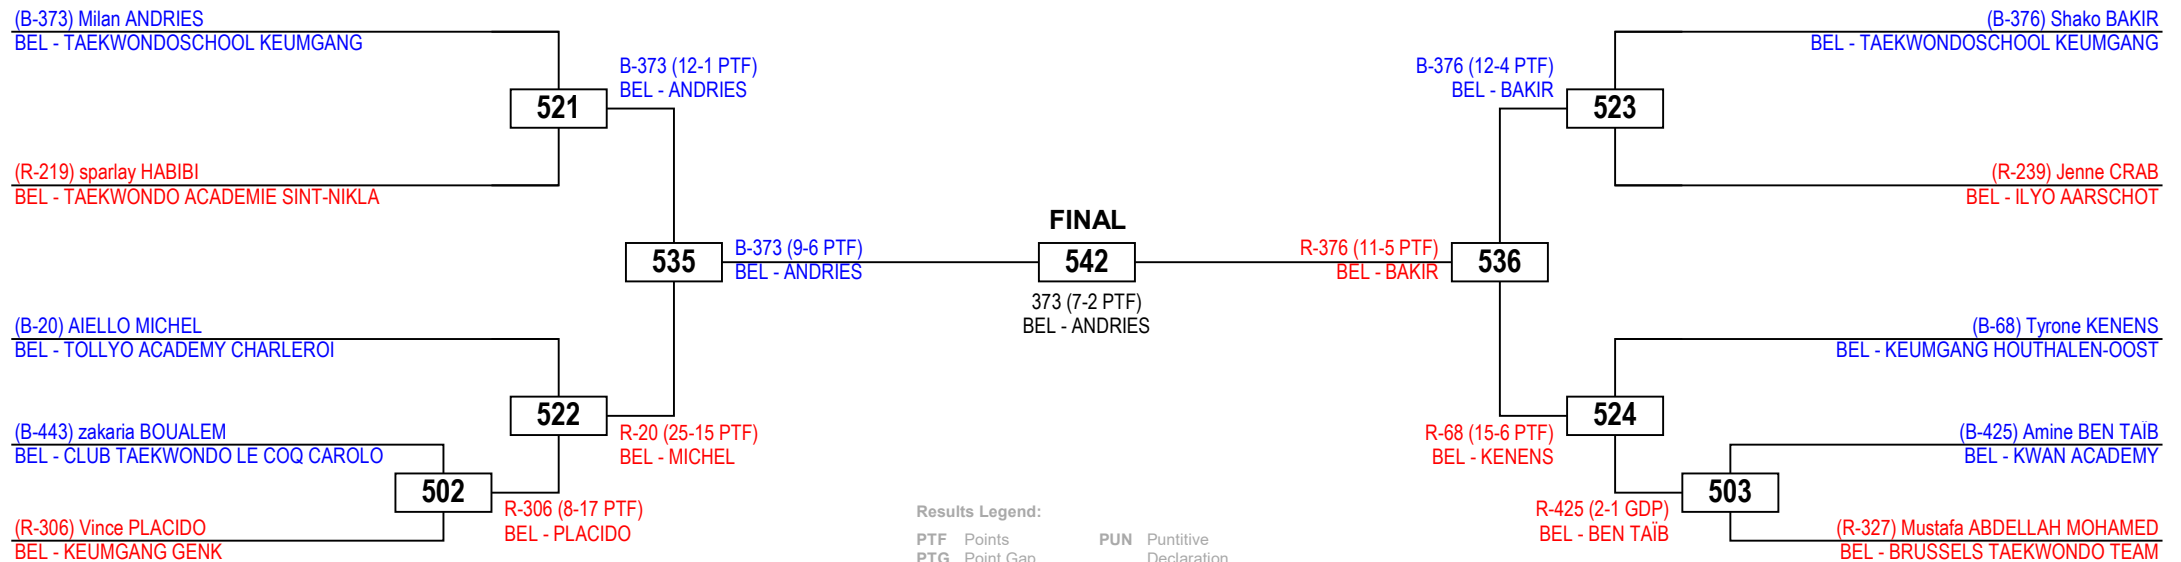 (B-373) Milan ANDRIES
BEL - TAEKWONDOSCHOOL KEUMGANG
B-373 (12-1 PTF)
BEL - ANDRIES
521
(R-219) sparlay HABIBI
BEL - TAEKWONDO ACADEMIE SINT-NIKLA
535
B-373 (9-6 PTF)
BEL - ANDRIES
(B-20) AIELLO MICHEL
BEL - TOLLYO ACADEMY CHARLEROI
522
R-20 (25-15 PTF)
BEL - MICHEL
(B-443) zakaria BOUALEM
BEL - CLUB TAEKWONDO LE COQ CAROLO
502
R-306 (8-17 PTF)
BEL - PLACIDO
(R-306) Vince PLACIDO
BEL - KEUMGANG GENK
FINAL
542
373 (7-2 PTF)
BEL - ANDRIES
(B-376) Shako BAKIR
BEL - TAEKWONDOSCHOOL KEUMGANG
B-376 (12-4 PTF)
BEL - BAKIR
523
(R-239) Jenne CRAB
BEL - ILYO AARSCHOT
R-376 (11-5 PTF)
BEL - BAKIR
536
(B-68) Tyrone KENENS
BEL - KEUMGANG HOUTHALEN-OOST
524
R-68 (15-6 PTF)
BEL - KENENS
(B-425) Amine BEN TAÏB
BEL - KWAN ACADEMY
503
R-425 (2-1 GDP)
BEL - BEN TAÏB
(R-327) Mustafa ABDELLAH MOHAMED
BEL - BRUSSELS TAEKWONDO TEAM
Results Legend:
PTF Points
PTG Point Gap
PUN Puntitive
Declaration